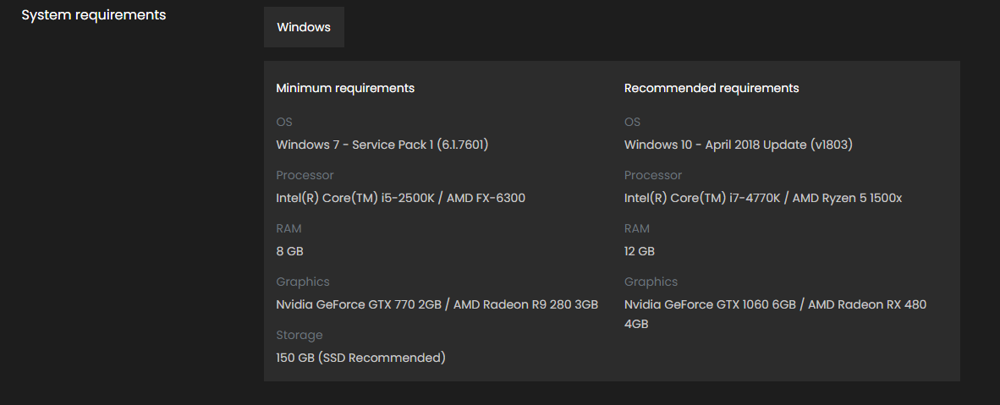 System requirements
Windows
Minimum requirements
OS
Windows 7 - Service Pack 1 (6.1.7601)
Processor
Intel(R) Core(TM) i5-2500K / AMD FX-6300
RAM
8 GB
Graphics
Nvidia GeForce GTX 770 2GB / AMD Radeon R9 280 3GB
Storage
150 GB (SSD Recommended)
Recommended requirements
OS
Windows 10 - April 2018 Update (v1803)
Processor
Intel(R) Core(TM) i7-4770K / AMD Ryzen 5 1500x
RAM
12 GB
Graphics
Nvidia GeForce GTX 1060 6GB / AMD Radeon RX 480
4GB